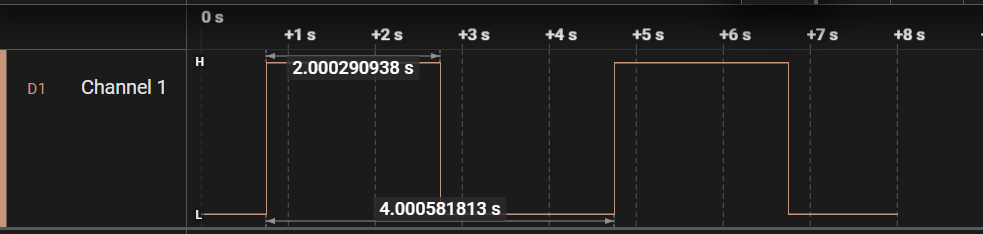 0 s
+1 s +2 s +3 s +4 s +5 s +6 s +7 s +8 s
H
2.000290938 s
D1 Channel 1
4.000581813 s
L